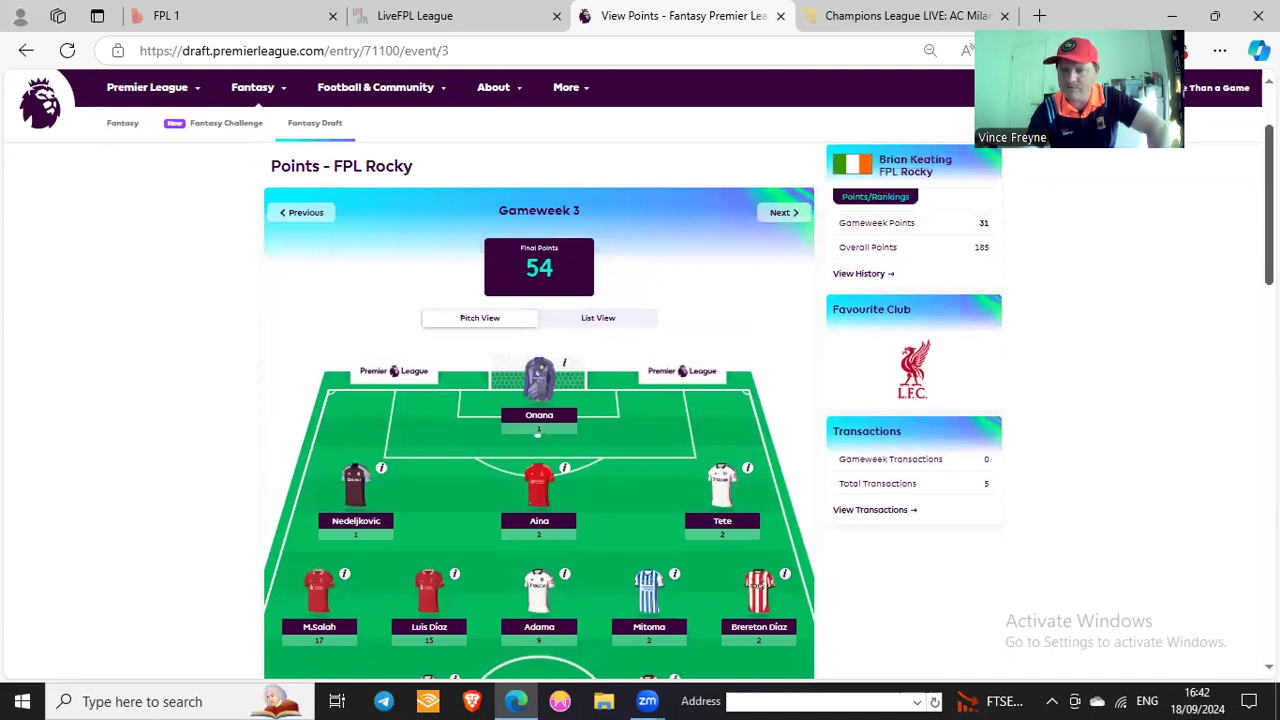 FPL 1
LiveFPL League
View Points - Fantasy Premier Le
Champions League LIVE: AC Mila
https://draft.premierleague.com/entry/71100/event/3
Premier League
Fantasy
Football & Community
About
More
e Than a Game
Vince Freyne
Fantasy
New
Fantasy Challenge
Fantasy Draft
Points - FPL Rocky
Previous
Gameweek 3
Next
Final Points
54
Pitch View
List View
Premier League
Premier League
Onana
1
Nedeljkovic
1
Aina
2
Tete
2
M.Salah
17
Luis Díaz
15
Adama
9
Mitoma
2
Brereton Díaz
2
Brian Keating
FPL Rocky
Points/Rankings
Gameweek Points 31
Overall Points 185
View History →
Favourite Club
L.F.C.
Transactions
Gameweek Transactions 0
Total Transactions 5
View Transactions →
Activate Windows
Go to Settings to activate Windows.
Type here to search
zm
Address
FTSE...
ENG
16:42
18/09/2024